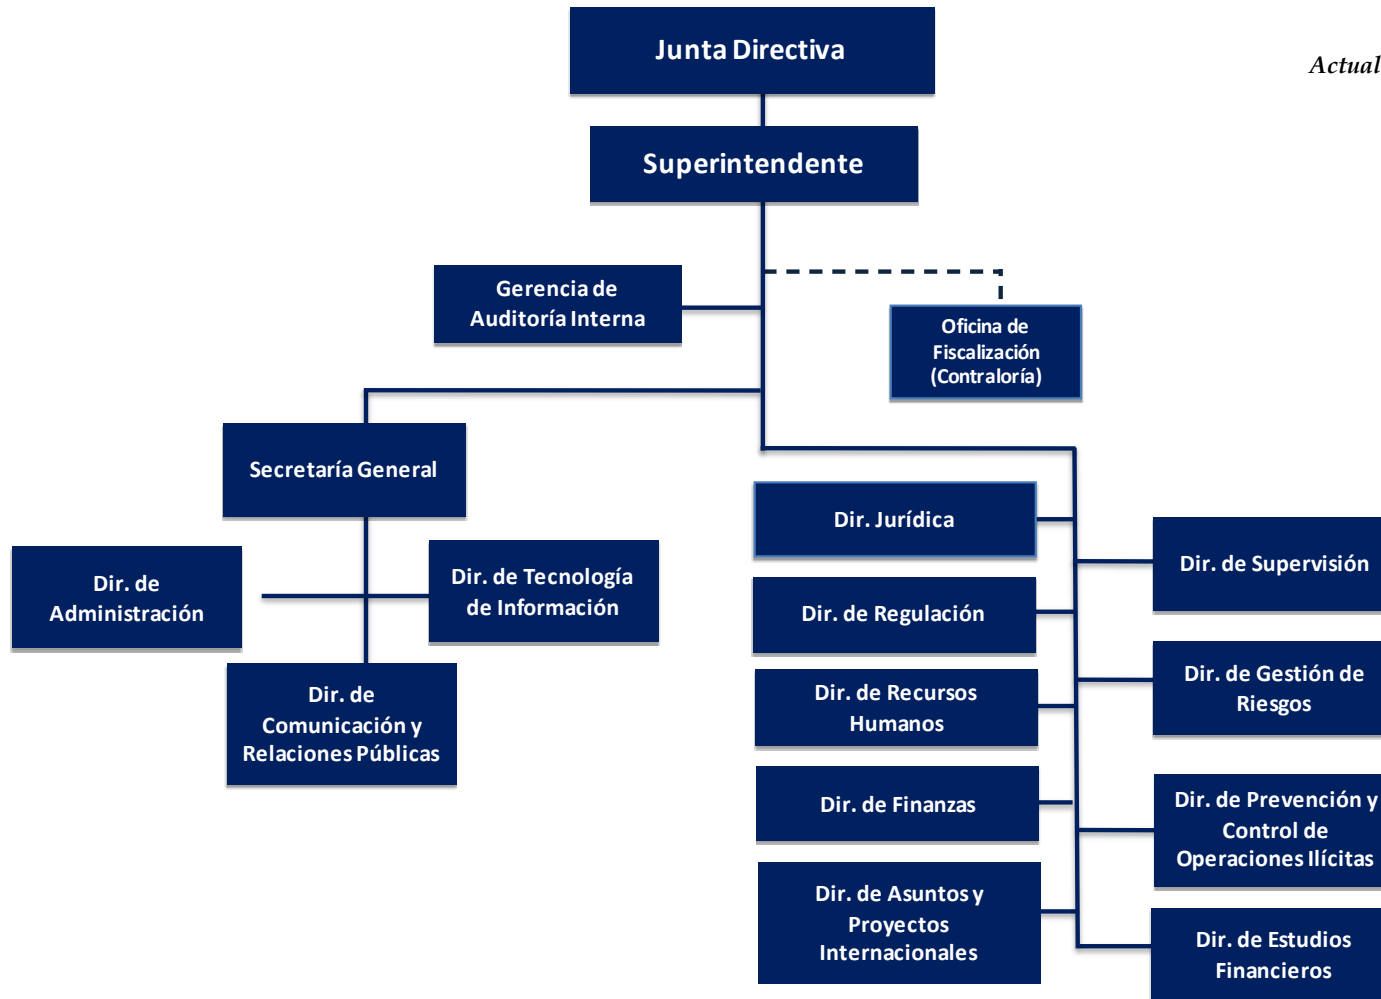 Junta Directiva
Actual
Superintendente
Gerencia de
Auditoría Interna
Oficina de
Fiscalización
(Contraloría)
Secretaría General
Dir. de
Administración
Dir. de Tecnología
de Información
Dir. de
Comunicación y
Relaciones Públicas
Dir. Jurídica
Dir. de Regulación
Dir. de Recursos
Humanos
Dir. de Finanzas
Dir. de Asuntos y
Proyectos
Internacionales
Dir. de Supervisión
Dir. de Gestión de
Riesgos
Dir. de Prevención y
Control de
Operaciones Ilícitas
Dir. de Estudios
Financieros